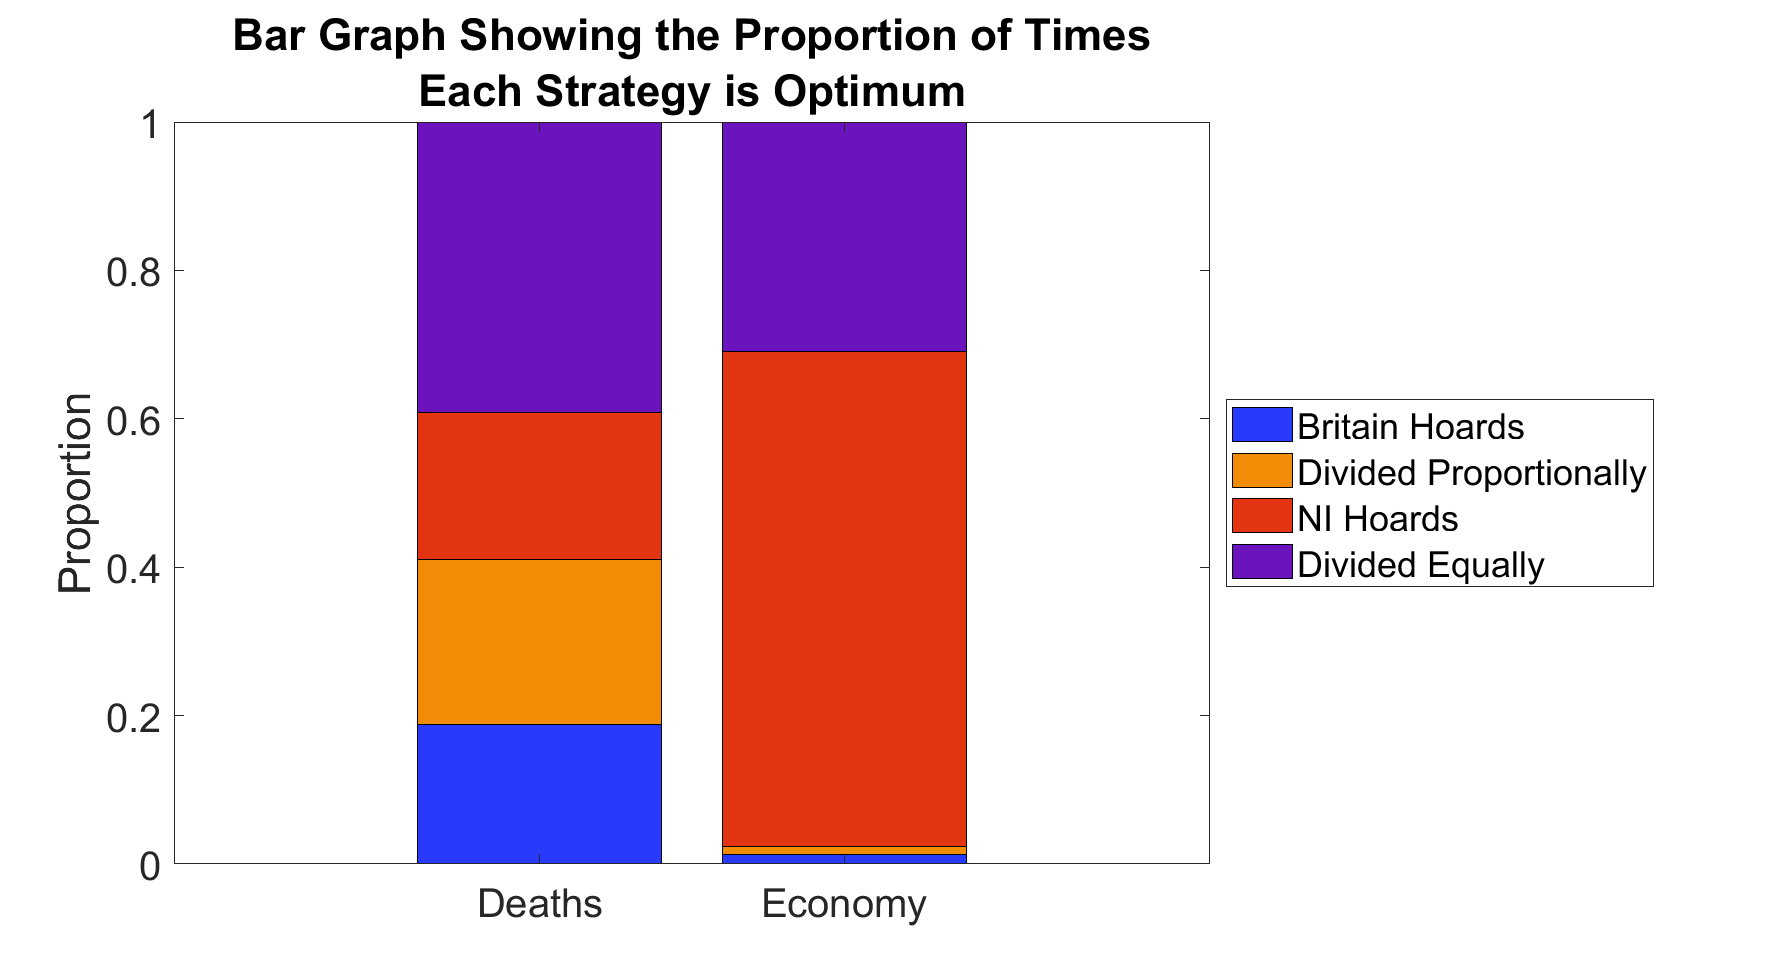 Bar Graph Showing the Proportion of Times
Each Strategy is Optimum
1
0.8
0.6
0.4
0.2
0
Proportion
Deaths
Economy
Britain Hoards
Divided Proportionally
NI Hoards
Divided Equally